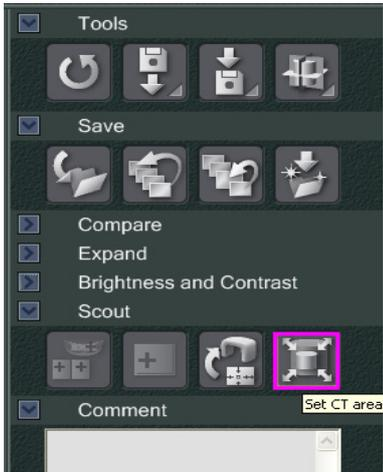 Tools
Save
Compare
Expand
Brightness and Contrast
Scout
Set CT area
Comment